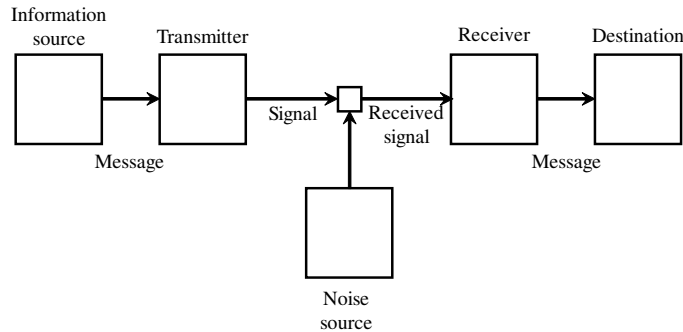 Information
source
Transmitter
Receiver
Destination
Signal
Received
signal
Message
Message
Noise
source